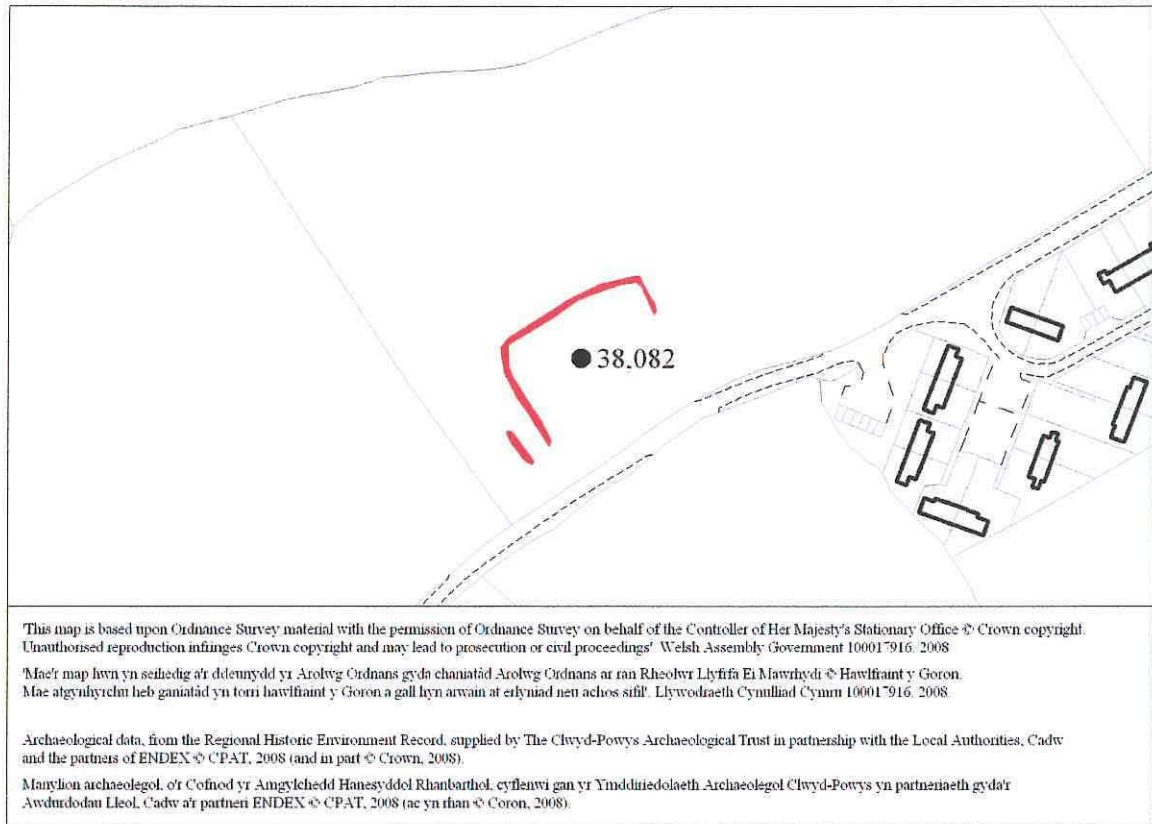 38,082
'This map is based upon Ordnance Survey material with the permission of Ordnance Survey on behalf of the Controller of Her Majesty's Stationary Office © Crown copyright.
Unauthorised reproduction infringes Crown copyright and may lead to prosecution or civil proceedings' Welsh Assembly Government 100017916, 2008
'Mae'r map hwn yn seihedig a'r ddeunydd yr Arolwg Ordnans gyda chaniatâd Arolwg Ordnans ar ran Rheolwr Llyfrfa Ei Mawrhydi © Hawlfraint y Goron.
Mae atgynhyrchu heb ganiatâd yn torri hawlfraint y Goron a gall hyn arwain at erlyniad neu achos sifil'. Llywodraeth Cynulliad Cymru 100017916, 2008
Archaeological data, from the Regional Historic Environment Record, supplied by The Clwyd-Powys Archaeological Trust in partnership with the Local Authorities, Cadw
and the partners of ENDEX © CPAT, 2008 (and in part © Crown, 2008).
Manylion archaeolegol, o'r Cofnod yr Amgylchedd Hanesyddol Rhanbarthol, cyflenwi gan yr Ymddiriedolaeth Archaeolegol Clwyd-Powys yn partneriaeth gyda'r
Awdurdodau Lleol, Cadw a'r partneri ENDEX © CPAT, 2008 (ac yn rhan © Coron, 2008).